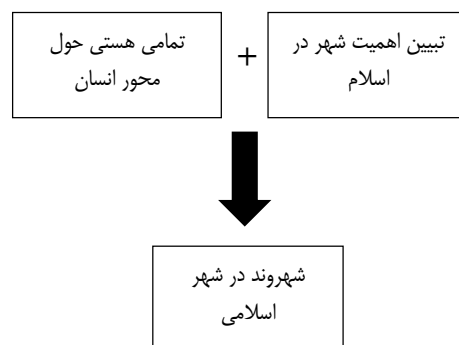 تبیین اهمیت شهر در
اسلام
+
تمامی هستی حول
محور انسان
شهروند در شهر
اسلامی